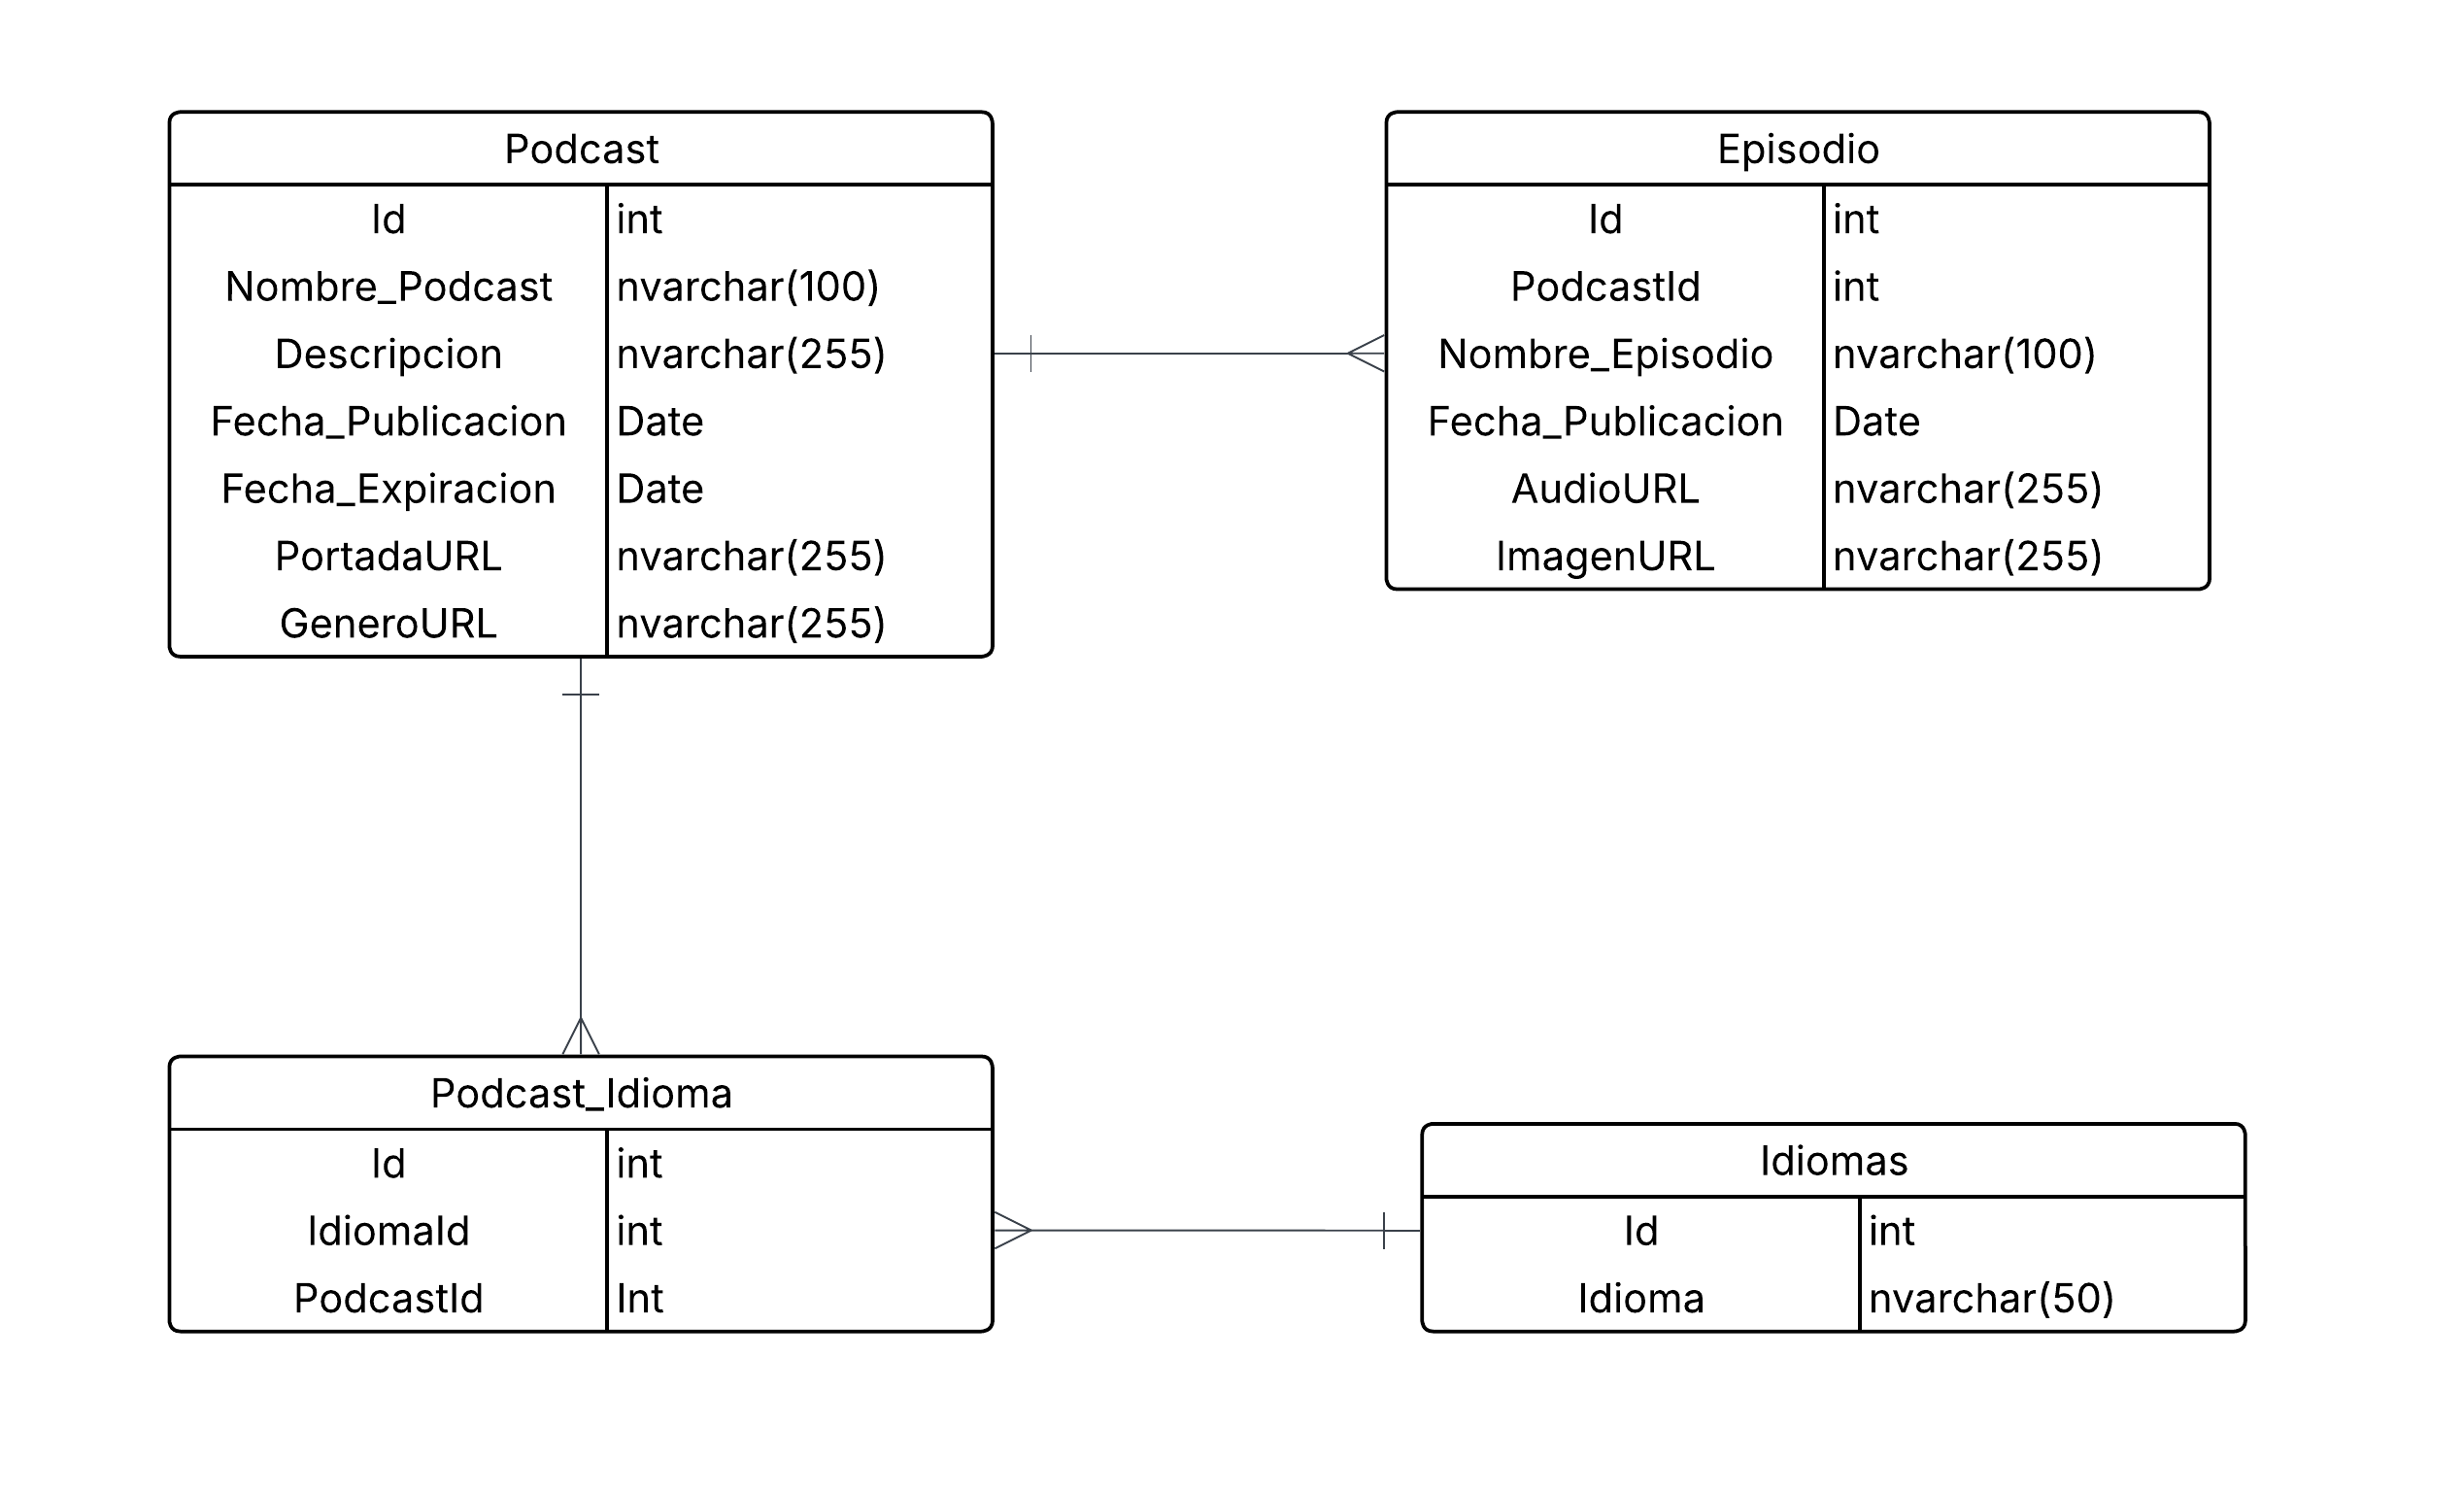 Podcast
Id int
Nombre_Podcast nvarchar(100)
Descripcion nvarchar(255)
Fecha_Publicacion Date
Fecha_Expiracion Date
PortadaURL nvarchar(255)
GeneroURL nvarchar(255)
Episodio
Id int
PodcastId int
Nombre_Episodio nvarchar(100)
Fecha_Publicacion Date
AudioURL nvarchar(255)
ImagenURL nvarchar(255)
Podcast_Idioma
Id int
IdiomaId int
PodcastId Int
Idiomas
Id int
Idioma nvarchar(50)